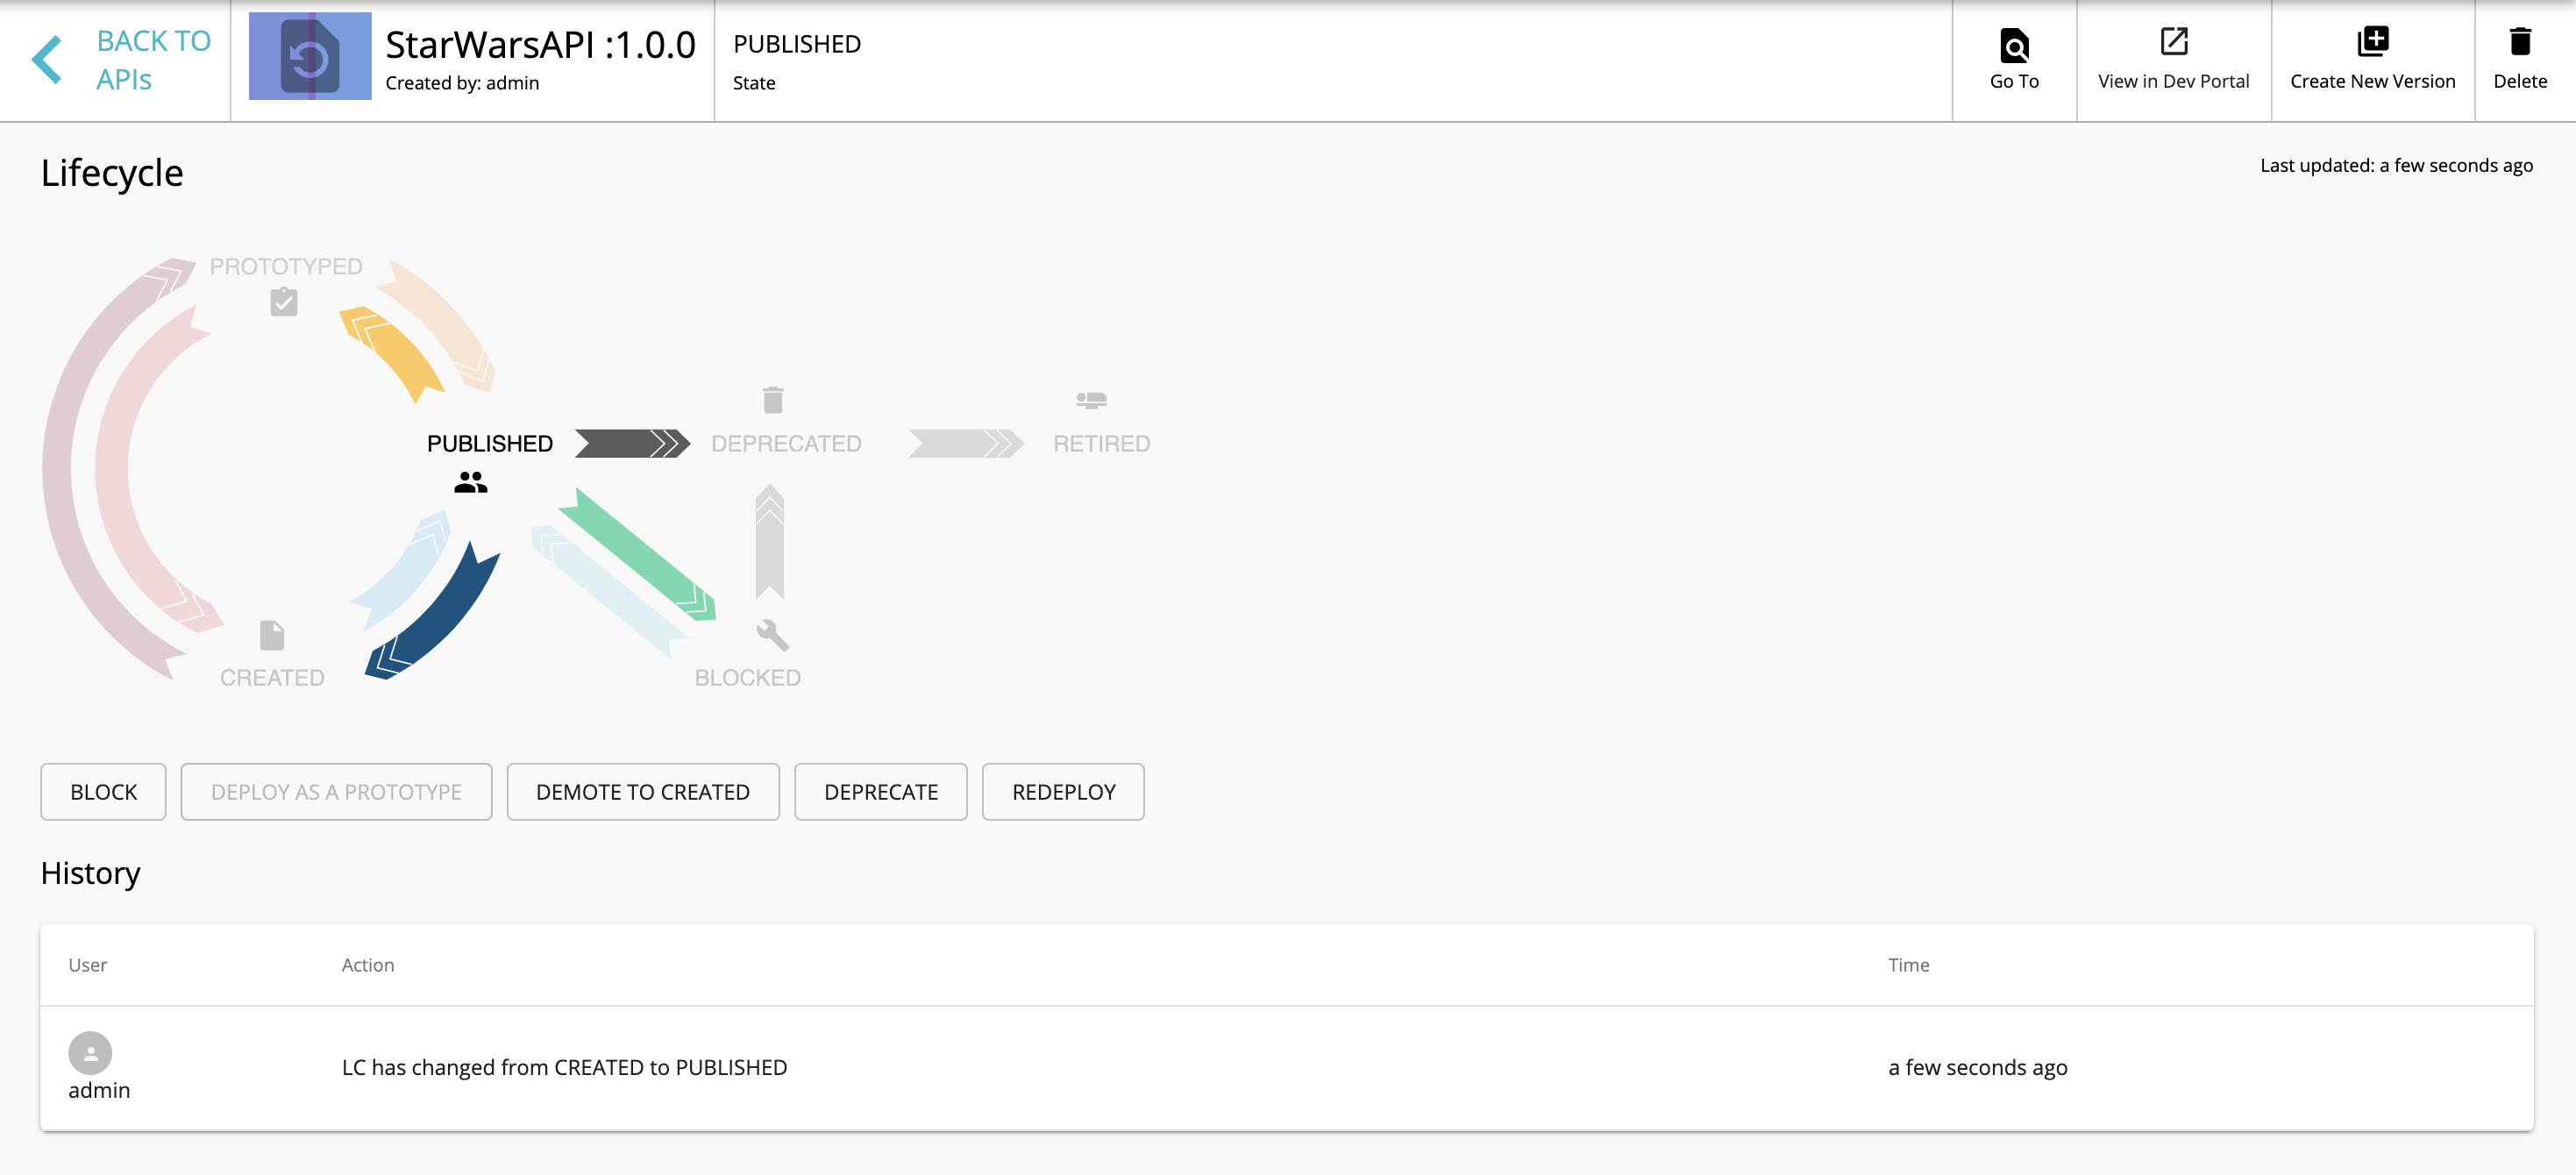 BACK TO
APIs
StarWarsAPI :1.0.0
Created by: admin
PUBLISHED
State
Go To
View in Dev Portal
Create New Version
Delete
Lifecycle
Last updated: a few seconds ago
PROTOTYPED
PUBLISHED
DEPRECATED
RETIRED
CREATED
BLOCKED
BLOCK
DEPLOY AS A PROTOTYPE
DEMOTE TO CREATED
DEPRECATE
REDEPLOY
History
User
Action
Time
admin
LC has changed from CREATED to PUBLISHED
a few seconds ago